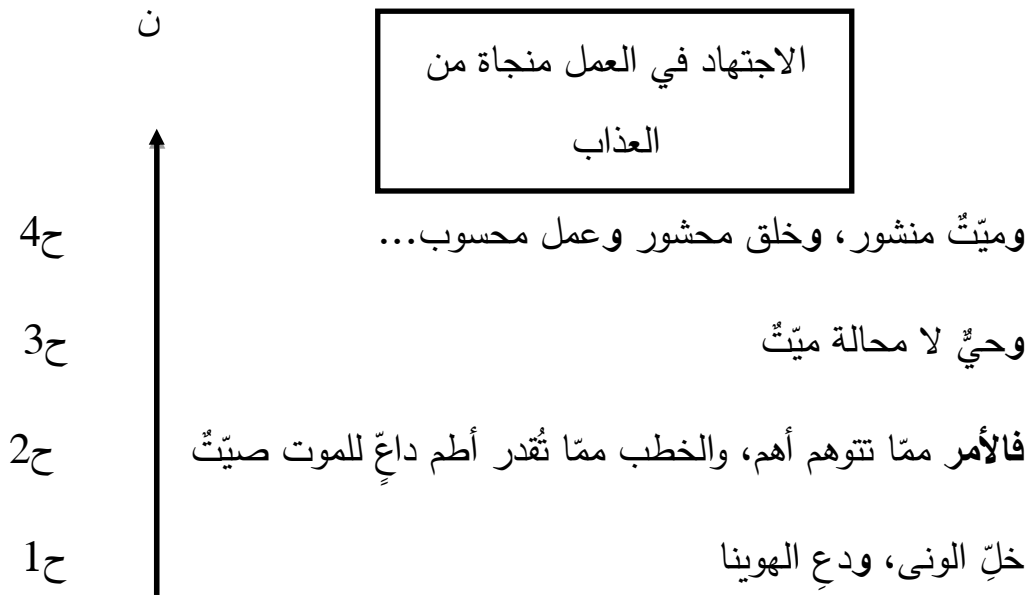 ن
الاجتهاد في العمل منجاة من
العذاب
وميّتٌ منشور، وخلق محشور وعمل محسوب... ح4
وحيٌّ لا محالة ميّتٌ ح3
فالأمر ممّا تتوهم أهم، والخطب ممّا تُقدر أطم داعٍّ للموت صيّتٌ ح2
خلِّ الونى، ودعِ الهوينا ح1